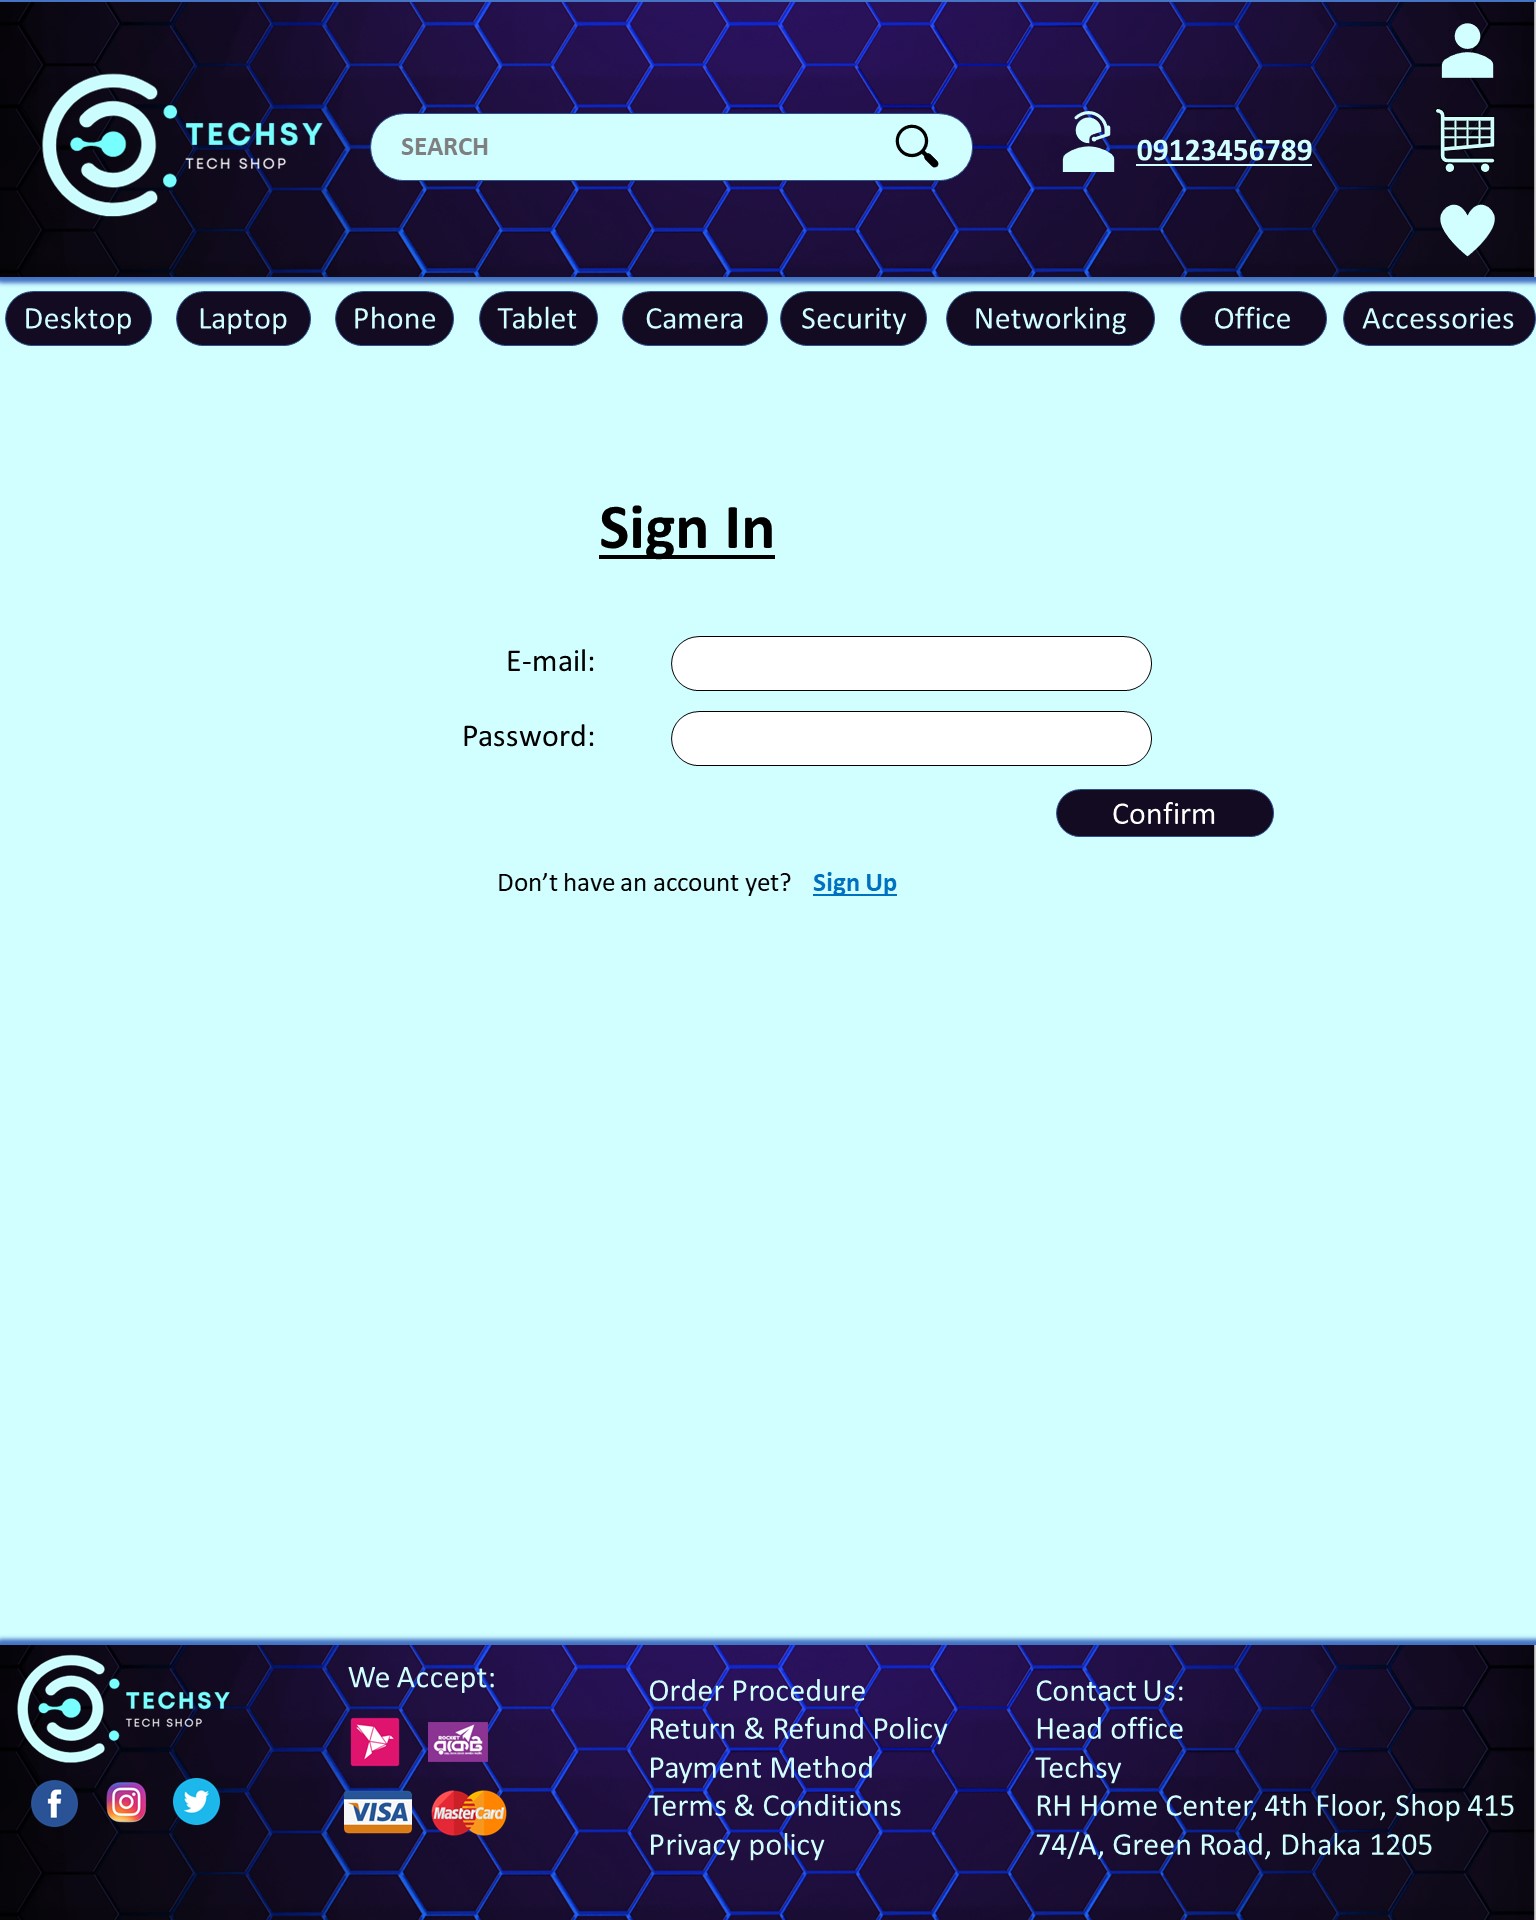 TECHSY
TECH SHOP
SEARCH
09123456789
Desktop
Laptop
Phone
Tablet
Camera
Security
Networking
Office
Accessories
Sign In
E-mail:
Password:
Confirm
Don’t have an account yet? Sign Up
TECHSY
TECH SHOP
We Accept:
ROCKET
VISA
MasterCard
Order Procedure
Return & Refund Policy
Payment Method
Terms & Conditions
Privacy policy
Contact Us:
Head office
Techsy
RH Home Center, 4th Floor, Shop 415
74/A, Green Road, Dhaka 1205